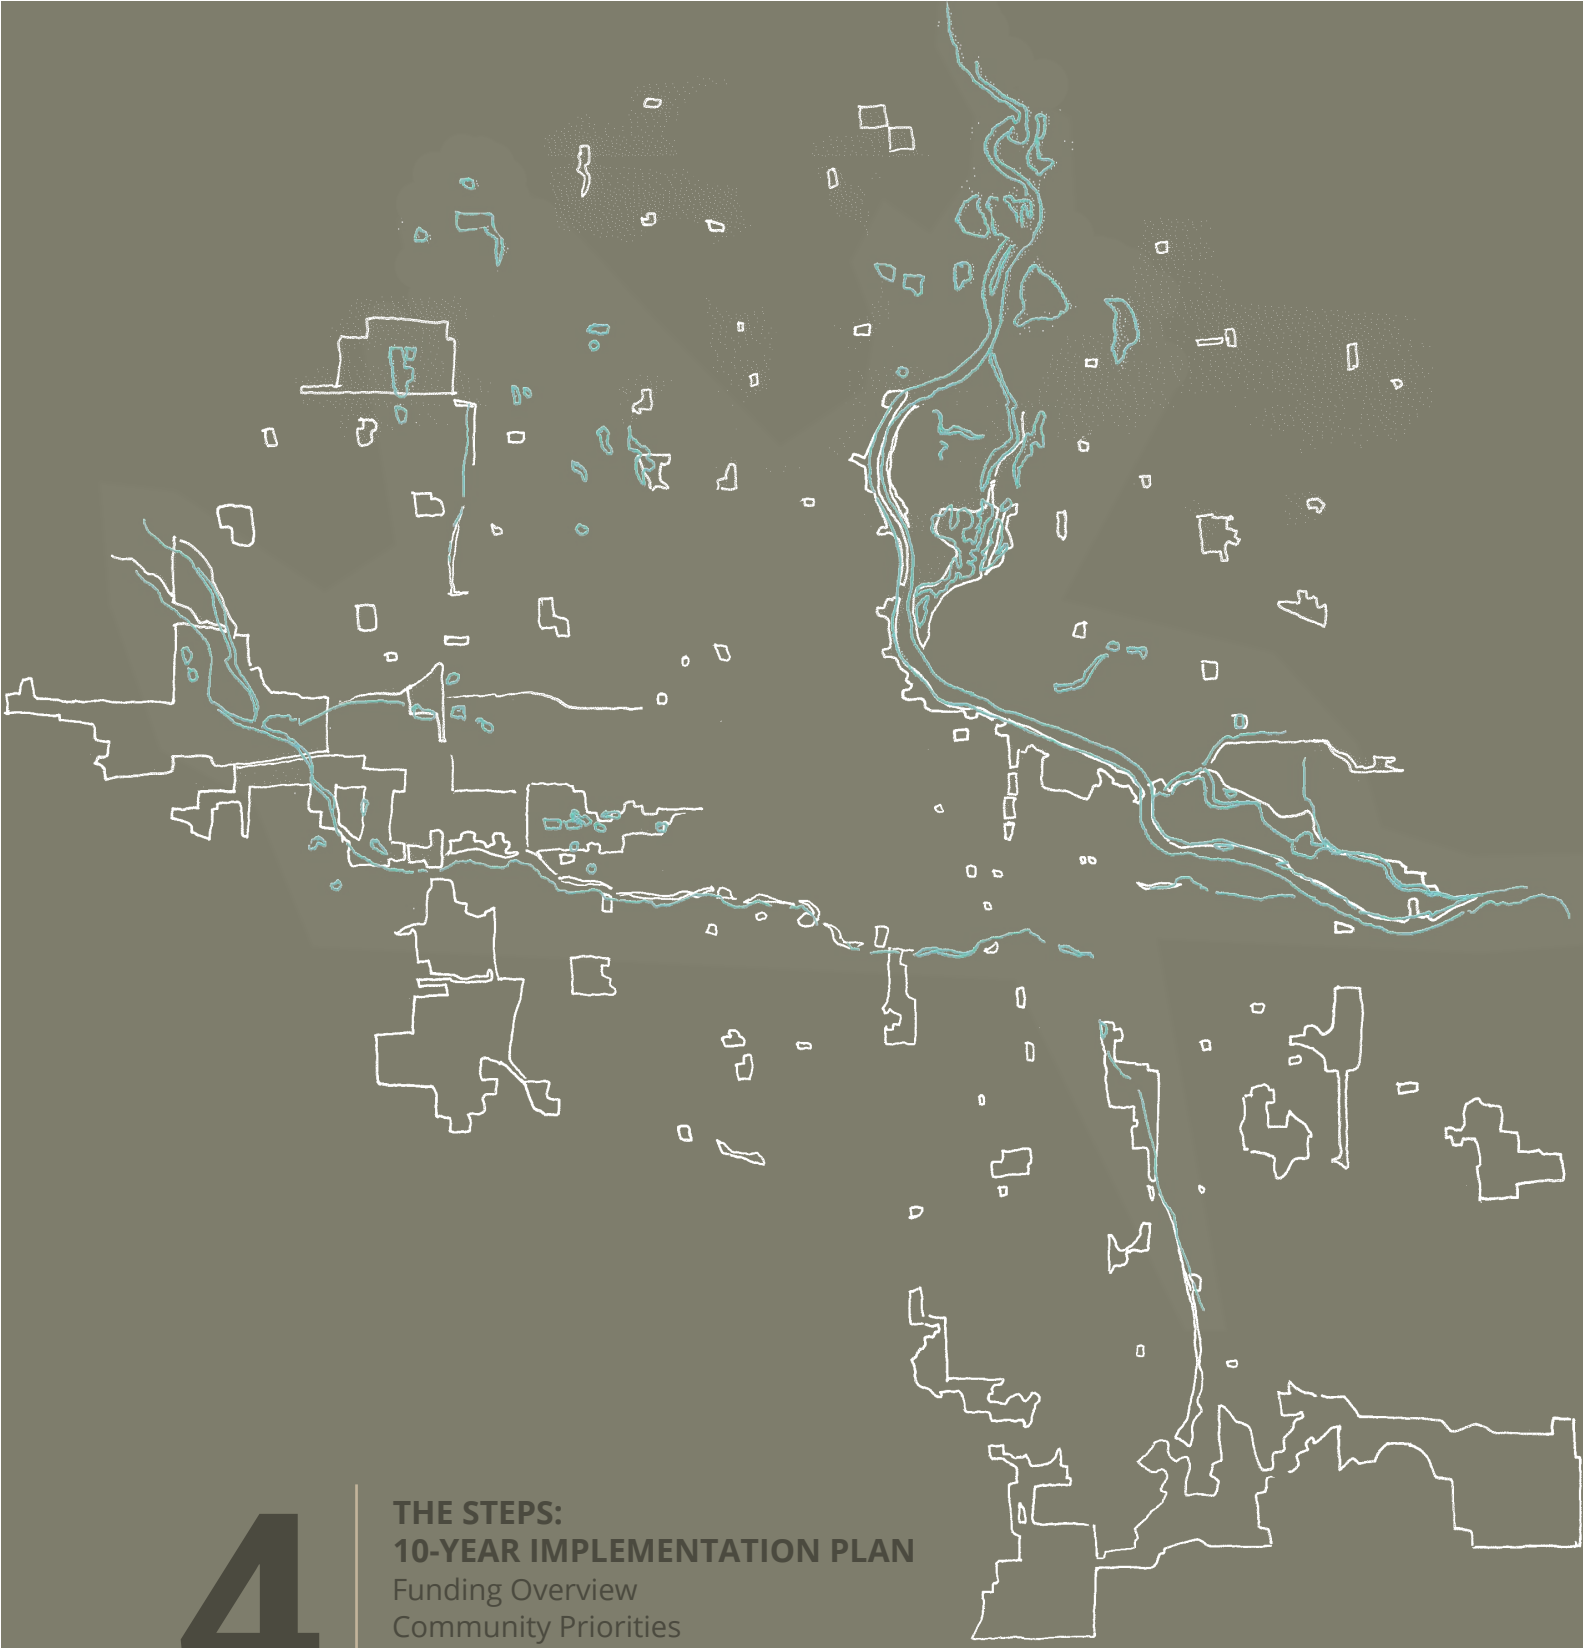 4
THE STEPS:
10-YEAR IMPLEMENTATION PLAN
Funding Overview
Community Priorities